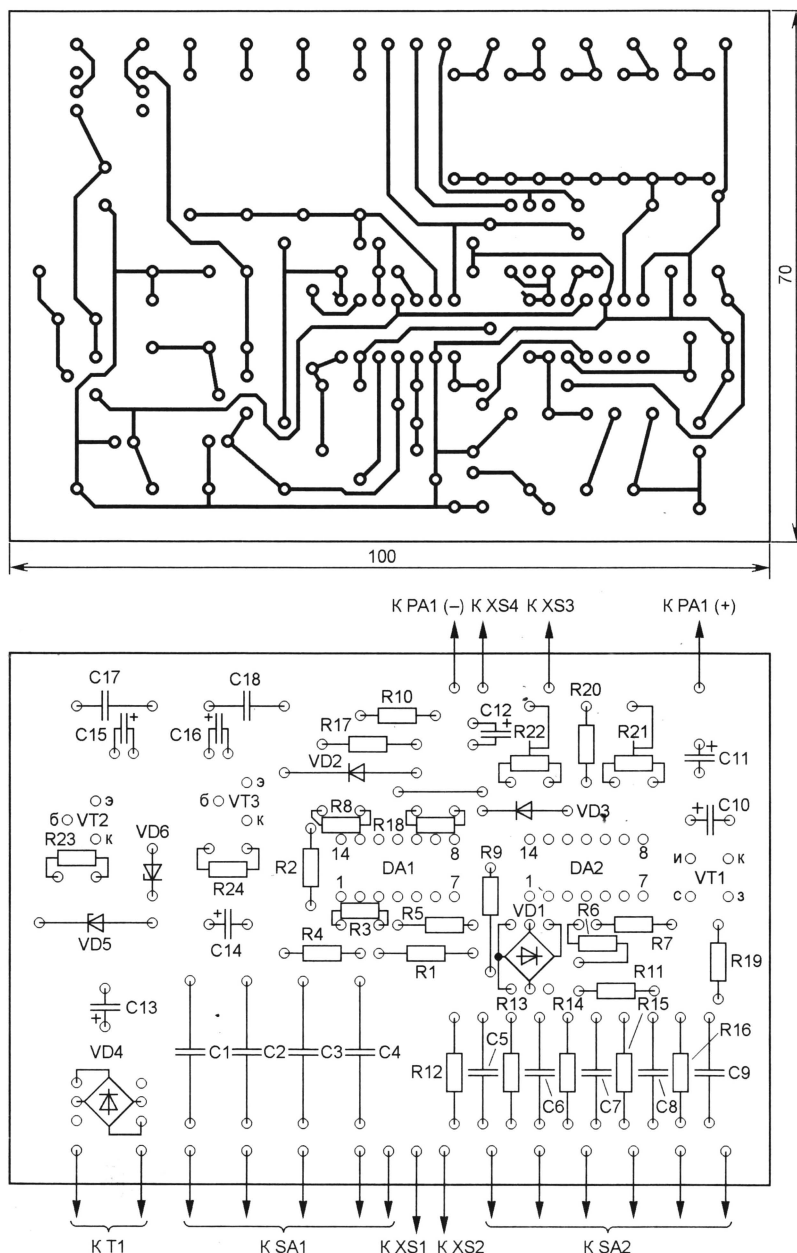 70
100
К PA1 (–) К XS4 К XS3 К PA1 (+)
C17 C18 R10 C12 R20
C15 + C16 + R17 + R22 R21 + C11
VD2
э э + C10
б VT2 б VT3 R8 R18 VD3
R23 к VD6 к 14 8 R9 14 8 и к
R2 DA1 DA2 VT1
R24 1 7 1 7 с з
VD5 + C14 R3 R5 VD1 R6 R7
R4 R1 R19
R11
C13 R13 R14 R15
+
VD4 C5 R16
C1 C2 C3 C4 R12 C9
C6 C7 C8
К T1 К SA1 К XS1 К XS2 К SA2